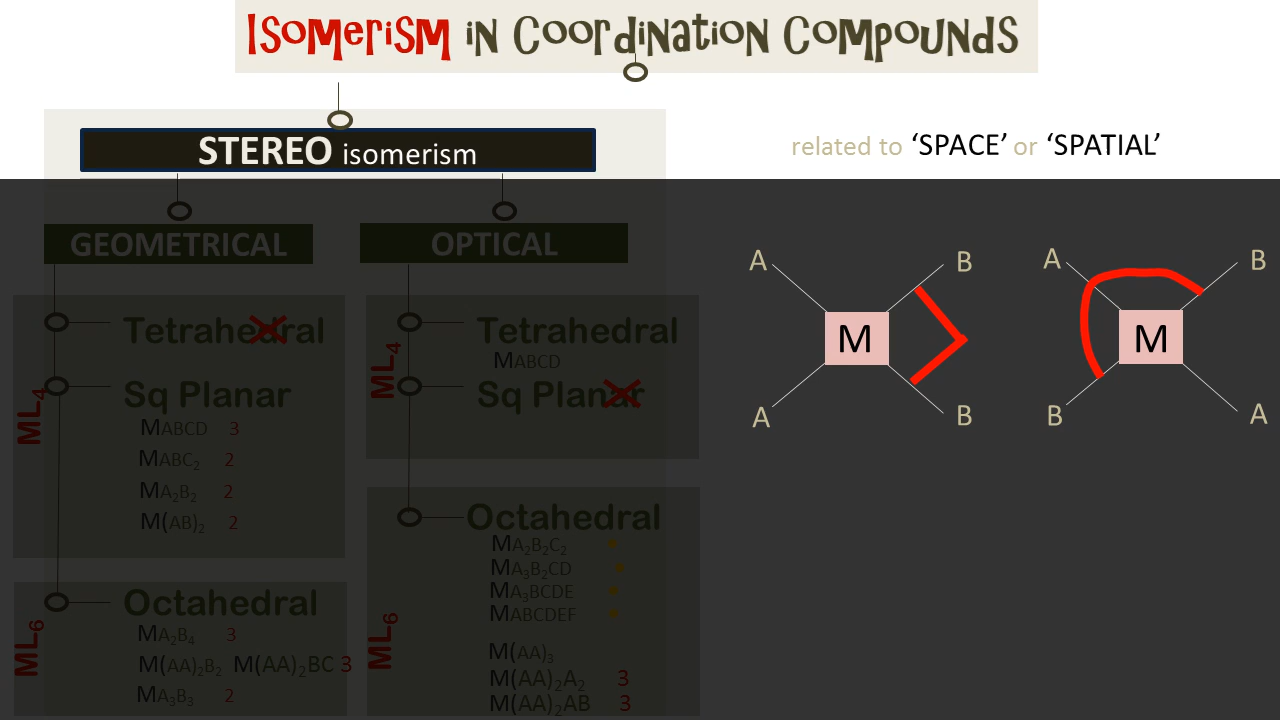 ISOMERISM IN COORDINATION COMPOUNDS
STEREO isomerism
related to ‘SPACE’ or ‘SPATIAL’
GEOMETRICAL
Tetrahedral
ML₄
Sq Planar
MABCD 3
MABC₂ 2
MA₂B₂ 2
M(AB)₂ 2
Octahedral
ML₆
MA₂B₄ 3
M(AA)₂B₂ M(AA)₂BC 3
MA₃B₃ 2
OPTICAL
Tetrahedral
ML₄
MABCD
Sq Planar
Octahedral
ML₆
MA₂B₂C₂
MA₃B₂CD
MA₃BCDE
MABCDEF
M(AA)₃
M(AA)₂A₂ 3
M(AA)₂AB 3
A B
M
A B
A B
M
B A